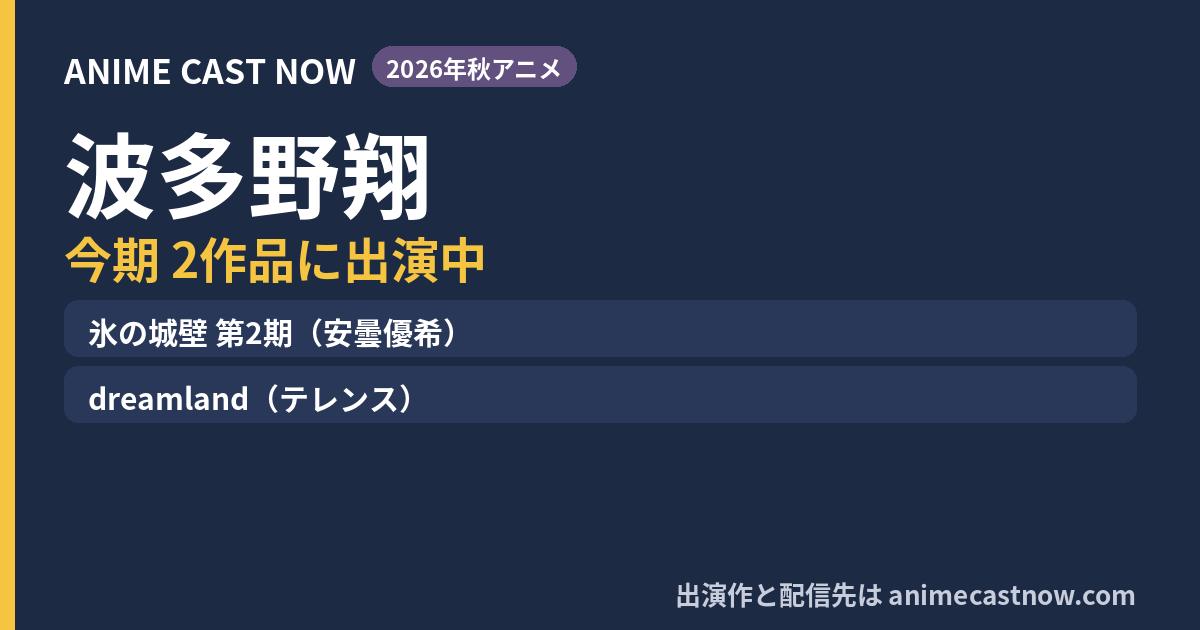 ANIME CAST NOW 2026年秋アニメ
波多野翔
今期 2作品に出演中
氷の城壁 第2期（安曇優希）
dreamland（テレンス）
出演作と配信先は animecastnow.com